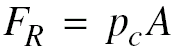 F_R = p_c A